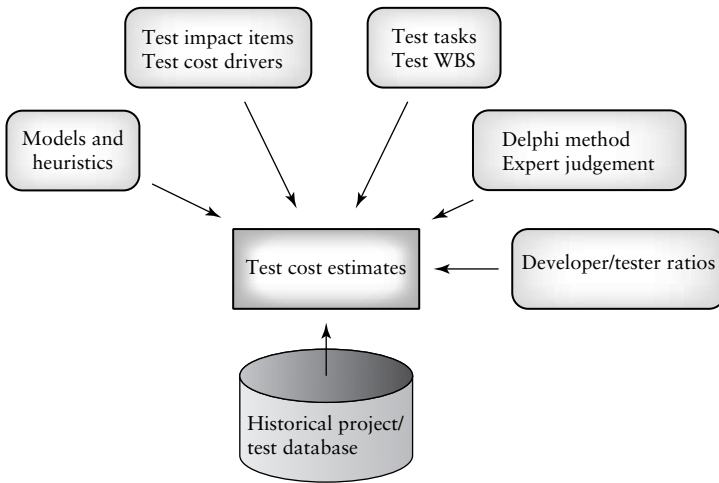 Test impact items
Test cost drivers
Test tasks
Test WBS
Models and
heuristics
Delphi method
Expert judgement
Test cost estimates
Developer/tester ratios
Historical project/
test database